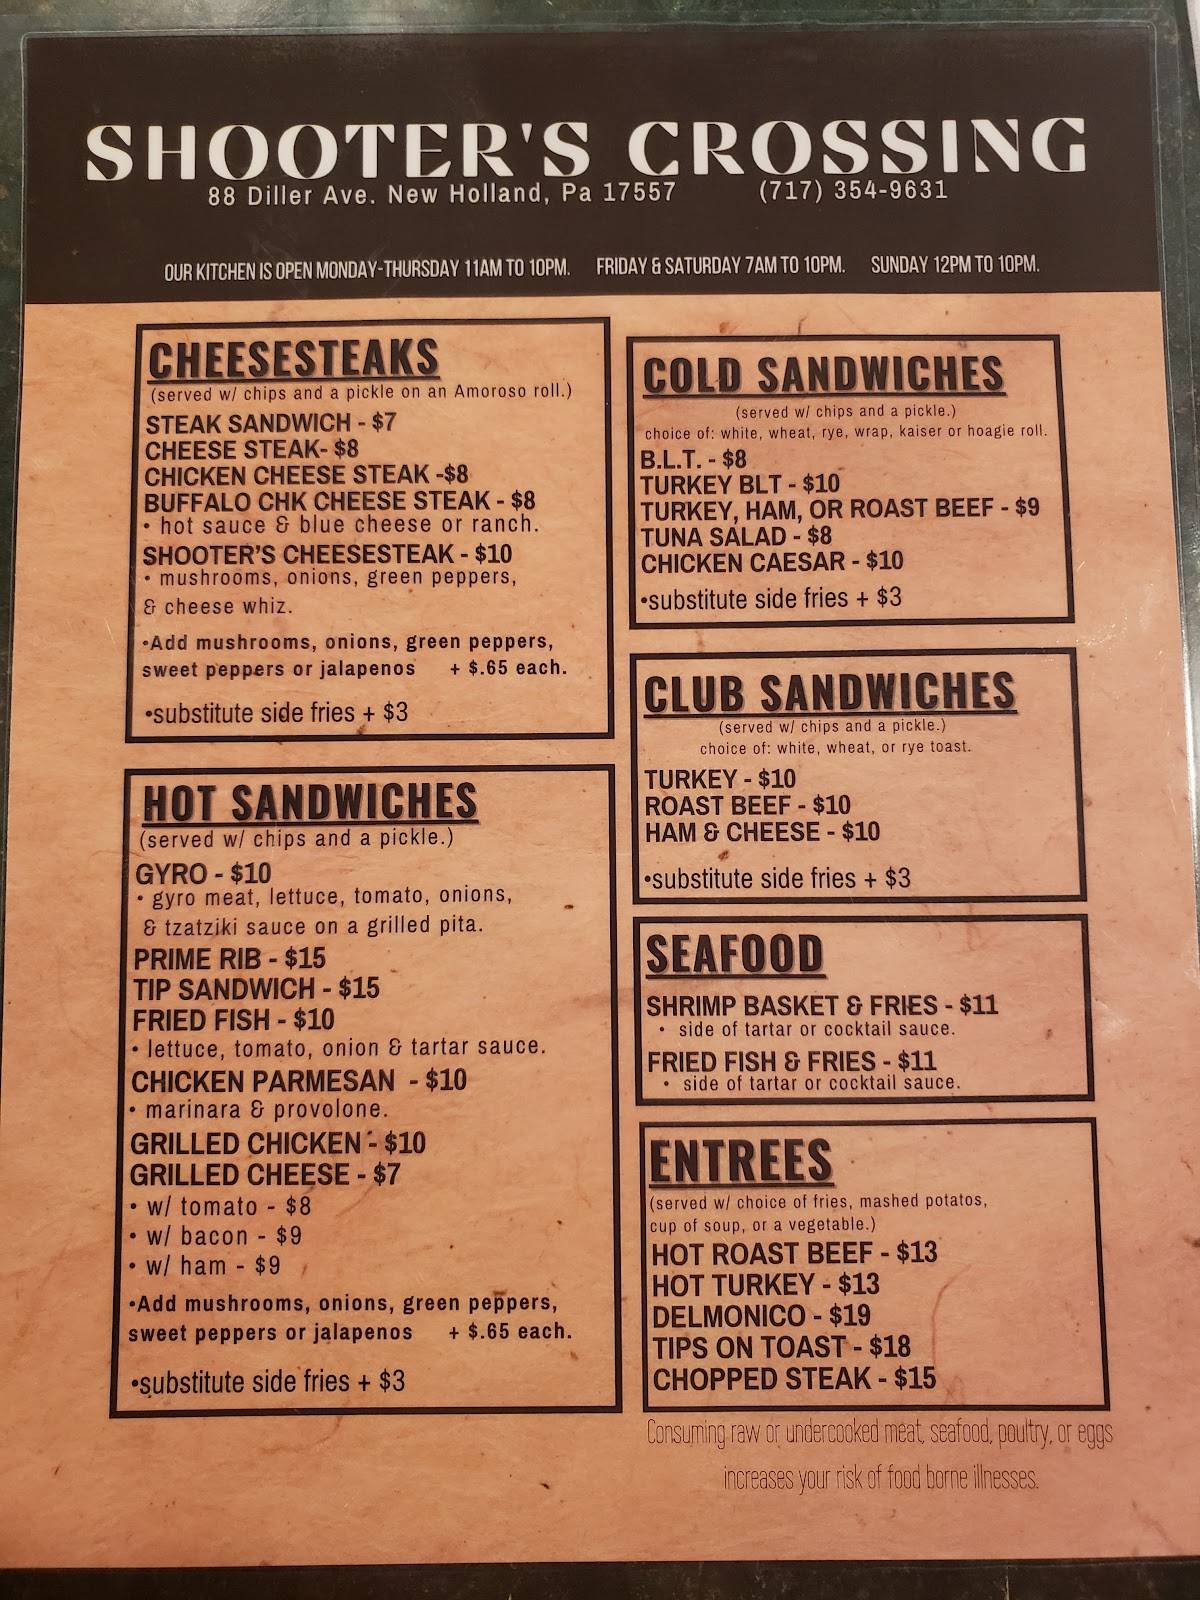 SHOOTER'S CROSSING
88 Diller Ave. New Holland, Pa 17557 (717) 354-9631
OUR KITCHEN IS OPEN MONDAY-THURSDAY 11AM TO 10PM. FRIDAY & SATURDAY 7AM TO 10PM. SUNDAY 12PM TO 10PM.
CHEESESTEAKS
(served w/ chips and a pickle on an Amoroso roll.)
STEAK SANDWICH - $7
CHEESE STEAK- $8
CHICKEN CHEESE STEAK -$8
BUFFALO CHK CHEESE STEAK - $8
• hot sauce & blue cheese or ranch.
SHOOTER'S CHEESESTEAK - $10
• mushrooms, onions, green peppers,
& cheese whiz.
•Add mushrooms, onions, green peppers,
sweet peppers or jalapenos + $.65 each.
•substitute side fries + $3
HOT SANDWICHES
(served w/ chips and a pickle.)
GYRO - $10
• gyro meat, lettuce, tomato, onions,
& tzatziki sauce on a grilled pita.
PRIME RIB - $15
TIP SANDWICH - $15
FRIED FISH - $10
• lettuce, tomato, onion & tartar sauce.
CHICKEN PARMESAN - $10
• marinara & provolone.
GRILLED CHICKEN - $10
GRILLED CHEESE - $7
• w/ tomato - $8
• w/ bacon - $9
• w/ ham - $9
•Add mushrooms, onions, green peppers,
sweet peppers or jalapenos + $.65 each.
•substitute side fries + $3
COLD SANDWICHES
(served w/ chips and a pickle.)
choice of: white, wheat, rye, wrap, kaiser or hoagie roll.
B.L.T. - $8
TURKEY BLT - $10
TURKEY, HAM, OR ROAST BEEF - $9
TUNA SALAD - $8
CHICKEN CAESAR - $10
•substitute side fries + $3
CLUB SANDWICHES
(served w/ chips and a pickle.)
choice of: white, wheat, or rye toast.
TURKEY - $10
ROAST BEEF - $10
HAM & CHEESE - $10
•substitute side fries + $3
SEAFOOD
SHRIMP BASKET & FRIES - $11
• side of tartar or cocktail sauce.
FRIED FISH & FRIES - $11
• side of tartar or cocktail sauce.
ENTREES
(served w/ choice of fries, mashed potatos,
cup of soup, or a vegetable.)
HOT ROAST BEEF - $13
HOT TURKEY - $13
DELMONICO - $19
TIPS ON TOAST - $18
CHOPPED STEAK - $15
Consuming raw or undercooked meat, seafood, poultry, or eggs
increases your risk of food borne illnesses.